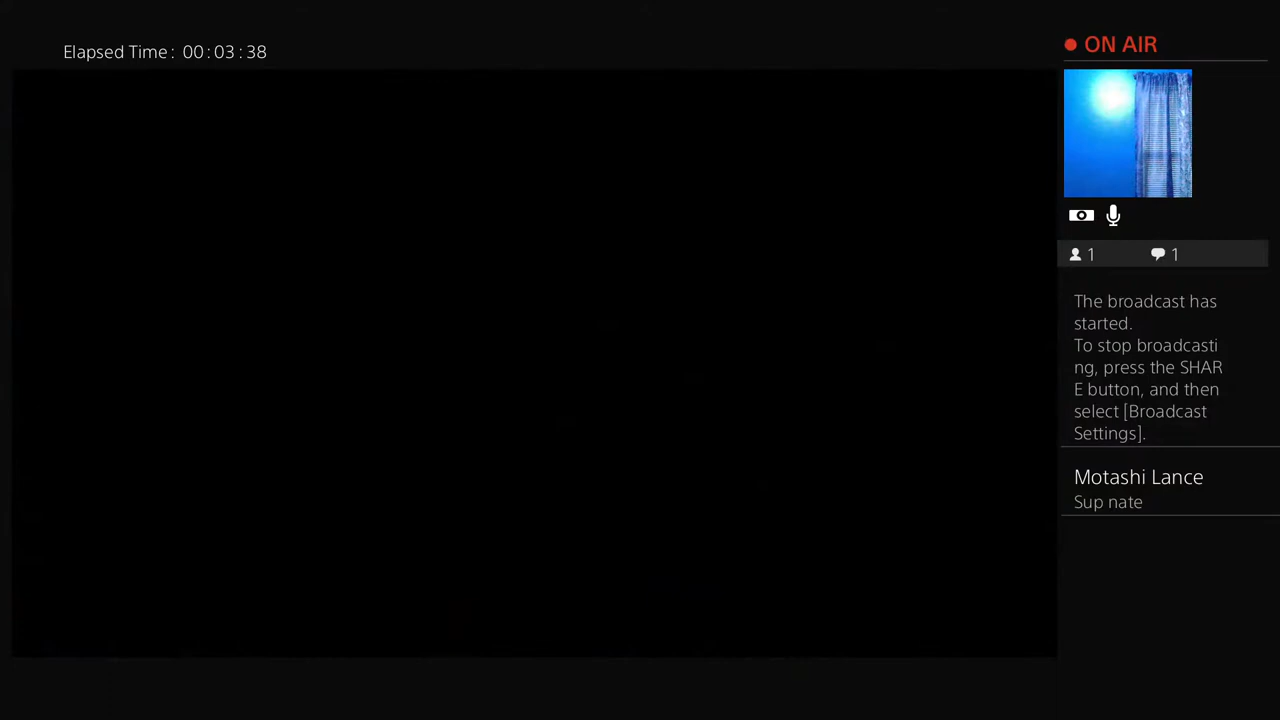 Elapsed Time: 00:03:38
ON AIR
1 1
The broadcast has
started.
To stop broadcasti
ng, press the SHAR
E button, and then
select [Broadcast
Settings].
Motashi Lance
Sup nate